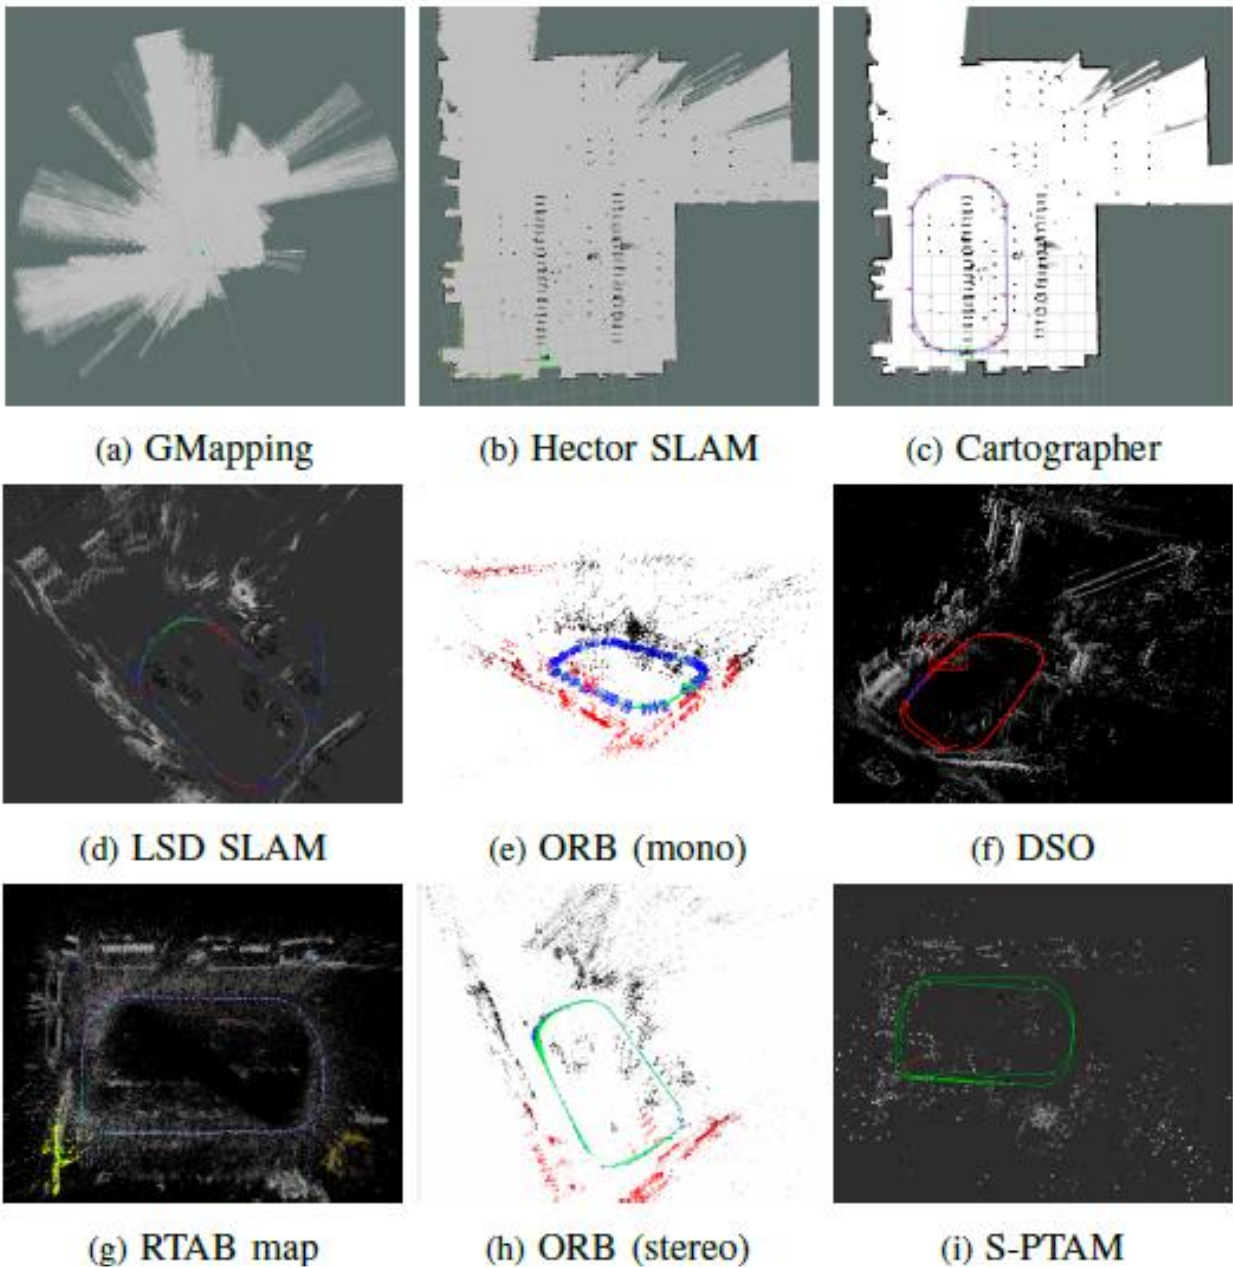 (a) GMapping
(b) Hector SLAM
(c) Cartographer
(d) LSD SLAM
(e) ORB (mono)
(f) DSO
(g) RTAB map
(h) ORB (stereo)
(i) S-PTAM